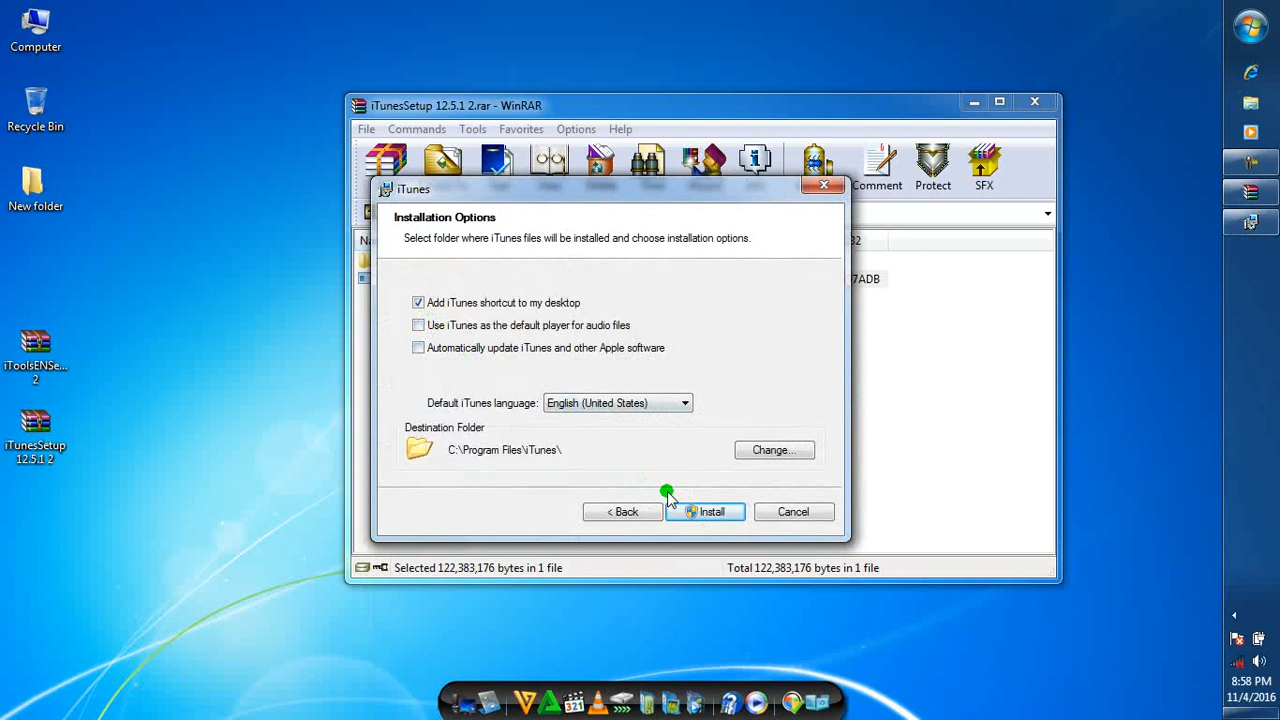 Computer
Recycle Bin
New folder
iToolsENSe...
2
iTunesSetup
12.5.1 2
iTunesSetup 12.5.1 2.rar - WinRAR
File Commands Tools Favorites Options Help
Comment Protect SFX
iTunes
Installation Options
Select folder where iTunes files will be installed and choose installation options.
Add iTunes shortcut to my desktop
Use iTunes as the default player for audio files
Automatically update iTunes and other Apple software
Default iTunes language: English (United States)
Destination Folder
C:\Program Files\iTunes\
Change...
< Back Install Cancel
32
7ADB
Selected 122,383,176 bytes in 1 file Total 122,383,176 bytes in 1 file
321
8:58 PM
11/4/2016